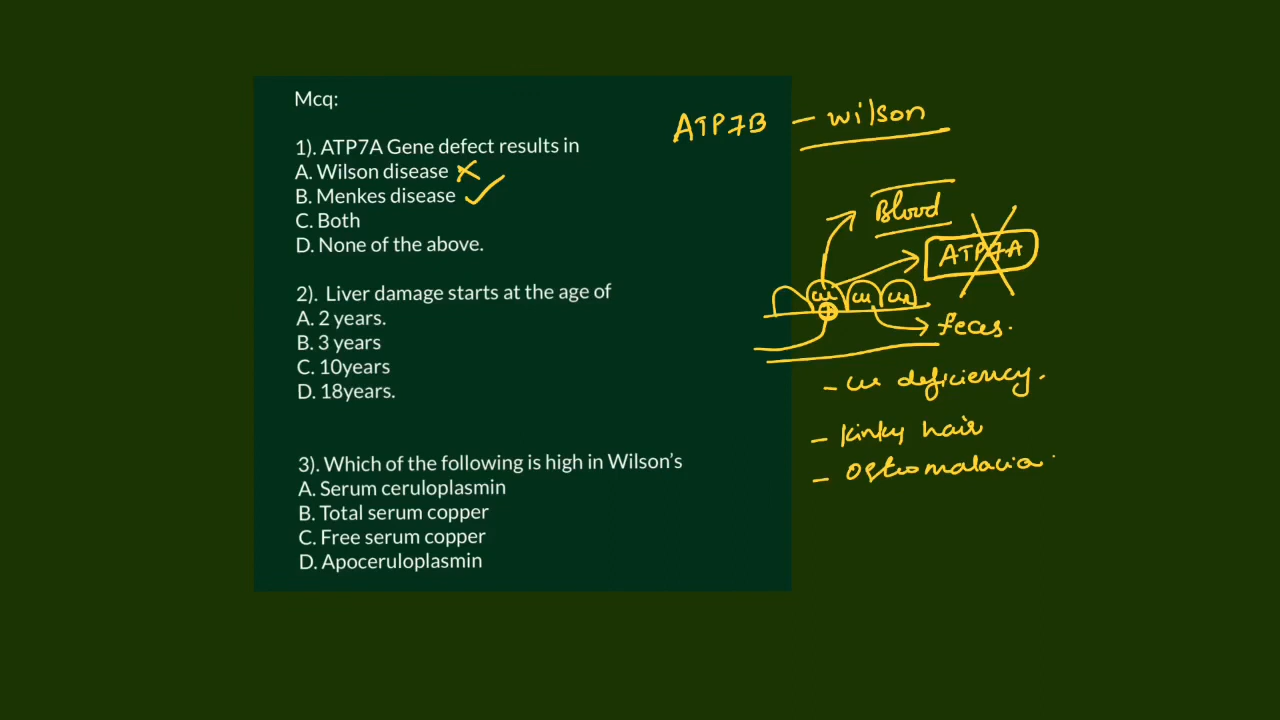 Mcq:
1). ATP7A Gene defect results in
A. Wilson disease
B. Menkes disease
C. Both
D. None of the above.
2). Liver damage starts at the age of
A. 2 years.
B. 3 years
C. 10years
D. 18years.
3). Which of the following is high in Wilson's
A. Serum ceruloplasmin
B. Total serum copper
C. Free serum copper
D. Apoceruloplasmin
ATP7B - wilson
Blood
ATP7A
cu cu cu
feces.
- cu deficiency.
- kinky hair
- Osteomalacia